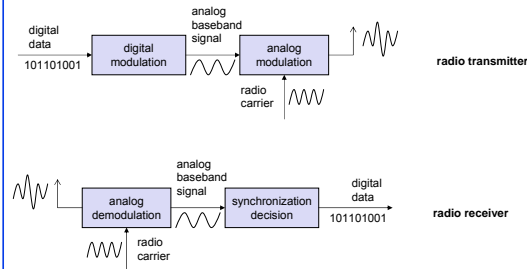 digital
data
101101001
digital
modulation
analog
baseband
signal
analog
modulation
radio
carrier
radio transmitter
analog
demodulation
radio
carrier
analog
baseband
signal
synchronization
decision
digital
data
101101001
radio receiver